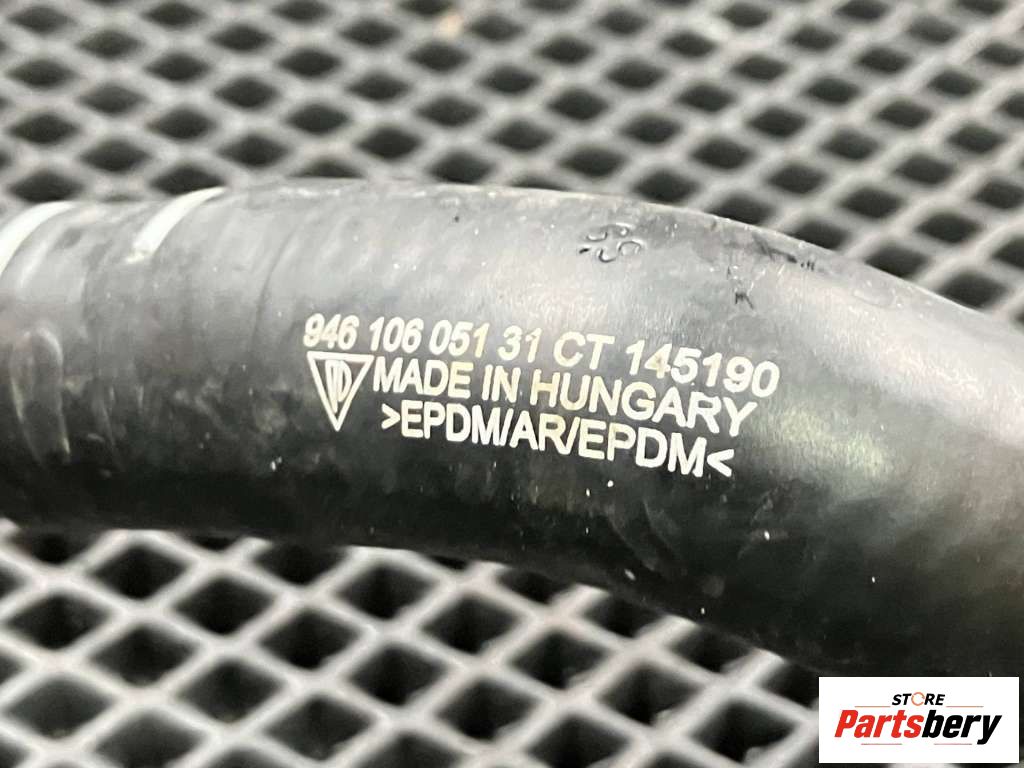 946 106 051 31 CT 145190
MADE IN HUNGARY
>EPDM/AR/EPDM<
STORE
Partsbery